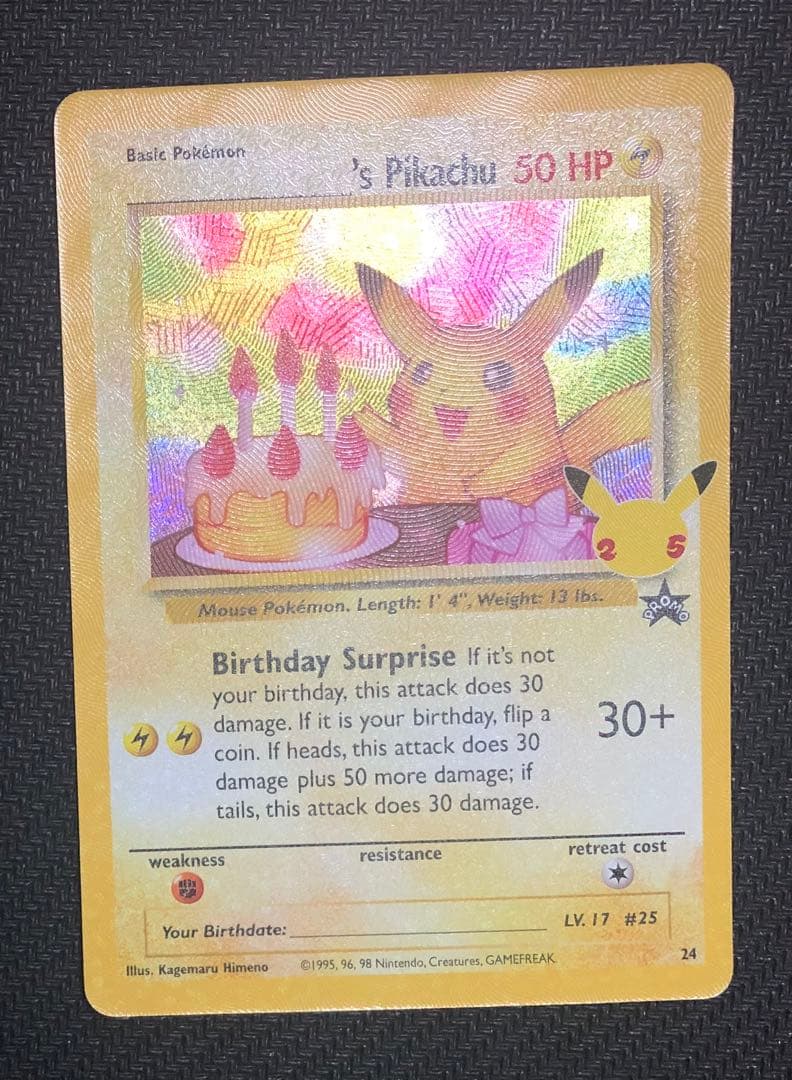 Basic Pokémon
's Pikachu 50 HP
25
Mouse Pokémon. Length: 1' 4", Weight: 13 lbs.
PROMO
Birthday Surprise If it's not
your birthday, this attack does 30
damage. If it is your birthday, flip a
coin. If heads, this attack does 30
damage plus 50 more damage; if
tails, this attack does 30 damage.
30+
weakness
resistance
retreat cost
Your Birthdate:
LV. 17 #25
Illus. Kagemaru Himeno
©1995, 96, 98 Nintendo, Creatures, GAMEFREAK
24